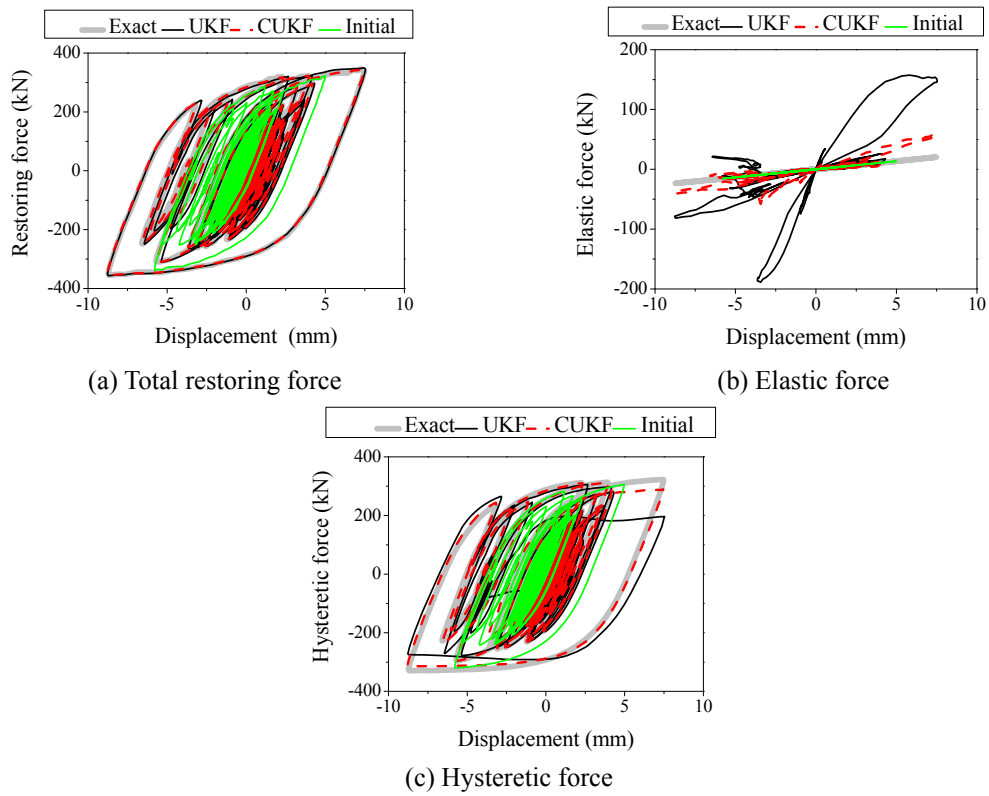 Exact UKF CUKF Initial
400
200
0
-200
-400
Restoring force (kN)
-10 -5 0 5 10
Displacement (mm)
(a) Total restoring force
Exact UKF CUKF Initial
200
150
100
50
0
-50
-100
-200
Elastic force (kN)
-10 -5 0 5 10
Displacement (mm)
(b) Elastic force
Exact UKF CUKF Initial
400
200
0
-200
-400
Hysteretic force (kN)
-10 -5 0 5 10
Displacement (mm)
(c) Hysteretic force